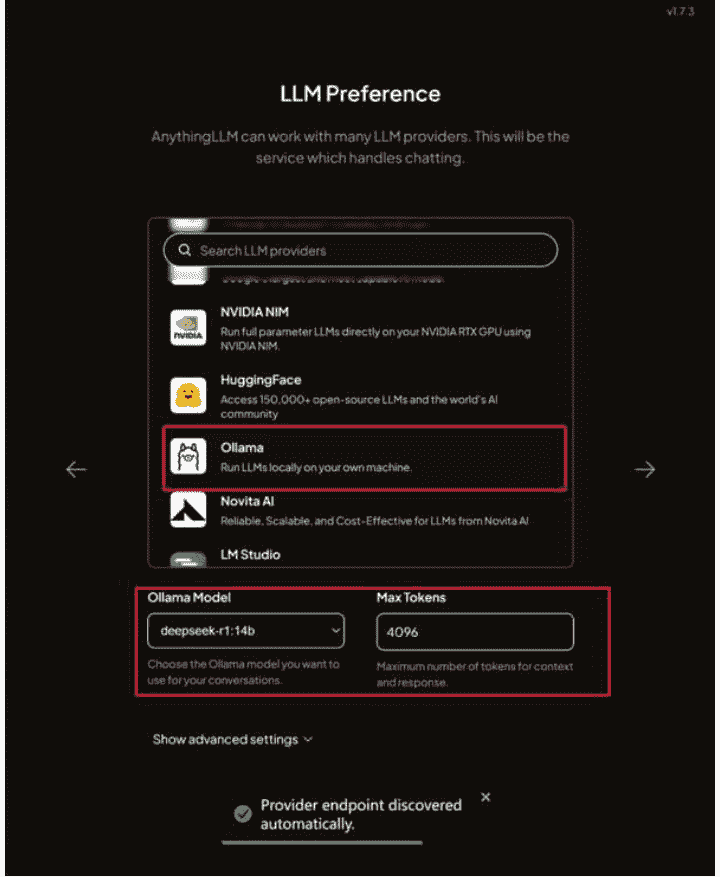 v1.7.3
LLM Preference
AnythingLLM can work with many LLM providers. This will be the
service which handles chatting.
Search LLM providers
NVIDIA NIM
Run full parameter LLMs directly on your NVIDIA RTX GPU using
NVIDIA NIM.
HuggingFace
Access 150,000+ open-source LLMs and the world's AI
community
Ollama
Run LLMs locally on your own machine.
Novita AI
Reliable, Scalable, and Cost-Effective for LLMs from Novita AI
LM Studio
Ollama Model
Max Tokens
deepseek-r1:14b
4096
Choose the Ollama model you want to
use for your conversations.
Maximum number of tokens for context
and response.
Show advanced settings
Provider endpoint discovered
automatically.